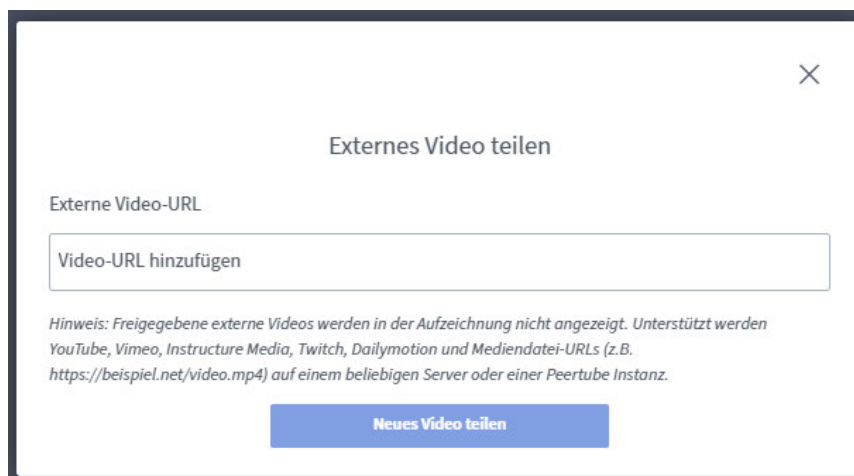 Externes Video teilen
Externe Video-URL
Video-URL hinzufügen
Hinweis: Freigegebene externe Videos werden in der Aufzeichnung nicht angezeigt. Unterstützt werden
YouTube, Vimeo, Instructure Media, Twitch, Dailymotion und Mediendatei-URLs (z.B.
https://beispiel.net/video.mp4) auf einem beliebigen Server oder einer Peertube Instanz.
Neues Video teilen